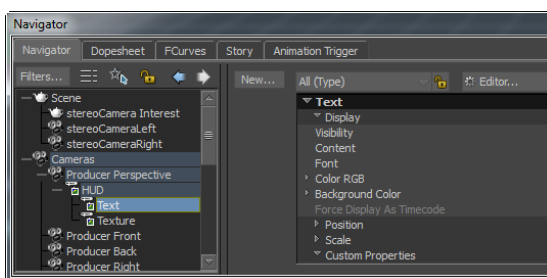 Navigator
Navigator Dopesheet FCurves Story Animation Trigger
Filters... New... All (Type) Editor...
Scene
stereoCamera Interest
stereoCameraLeft
stereoCameraRight
Cameras
Producer Perspective
HUD
Text
Texture
Producer Front
Producer Back
Producer Right
Text
Display
Visibility
Content
Font
Color RGB
Background Color
Force Display As Timecode
Position
Scale
Custom Properties